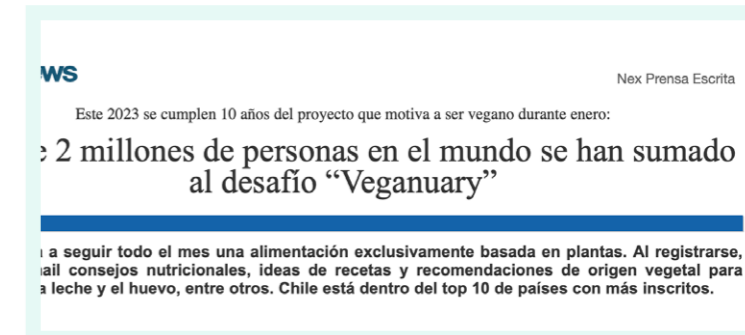 Nex Prensa Escrita
Este 2023 se cumplen 10 años del proyecto que motiva a ser vegano durante enero:
2 millones de personas en el mundo se han sumado
al desafío “Veganuary”
a seguir todo el mes una alimentación exclusivamente basada en plantas. Al registrarse,
consejos nutricionales, ideas de recetas y recomendaciones de origen vegetal para
leche y el huevo, entre otros. Chile está dentro del top 10 de países con más inscritos.